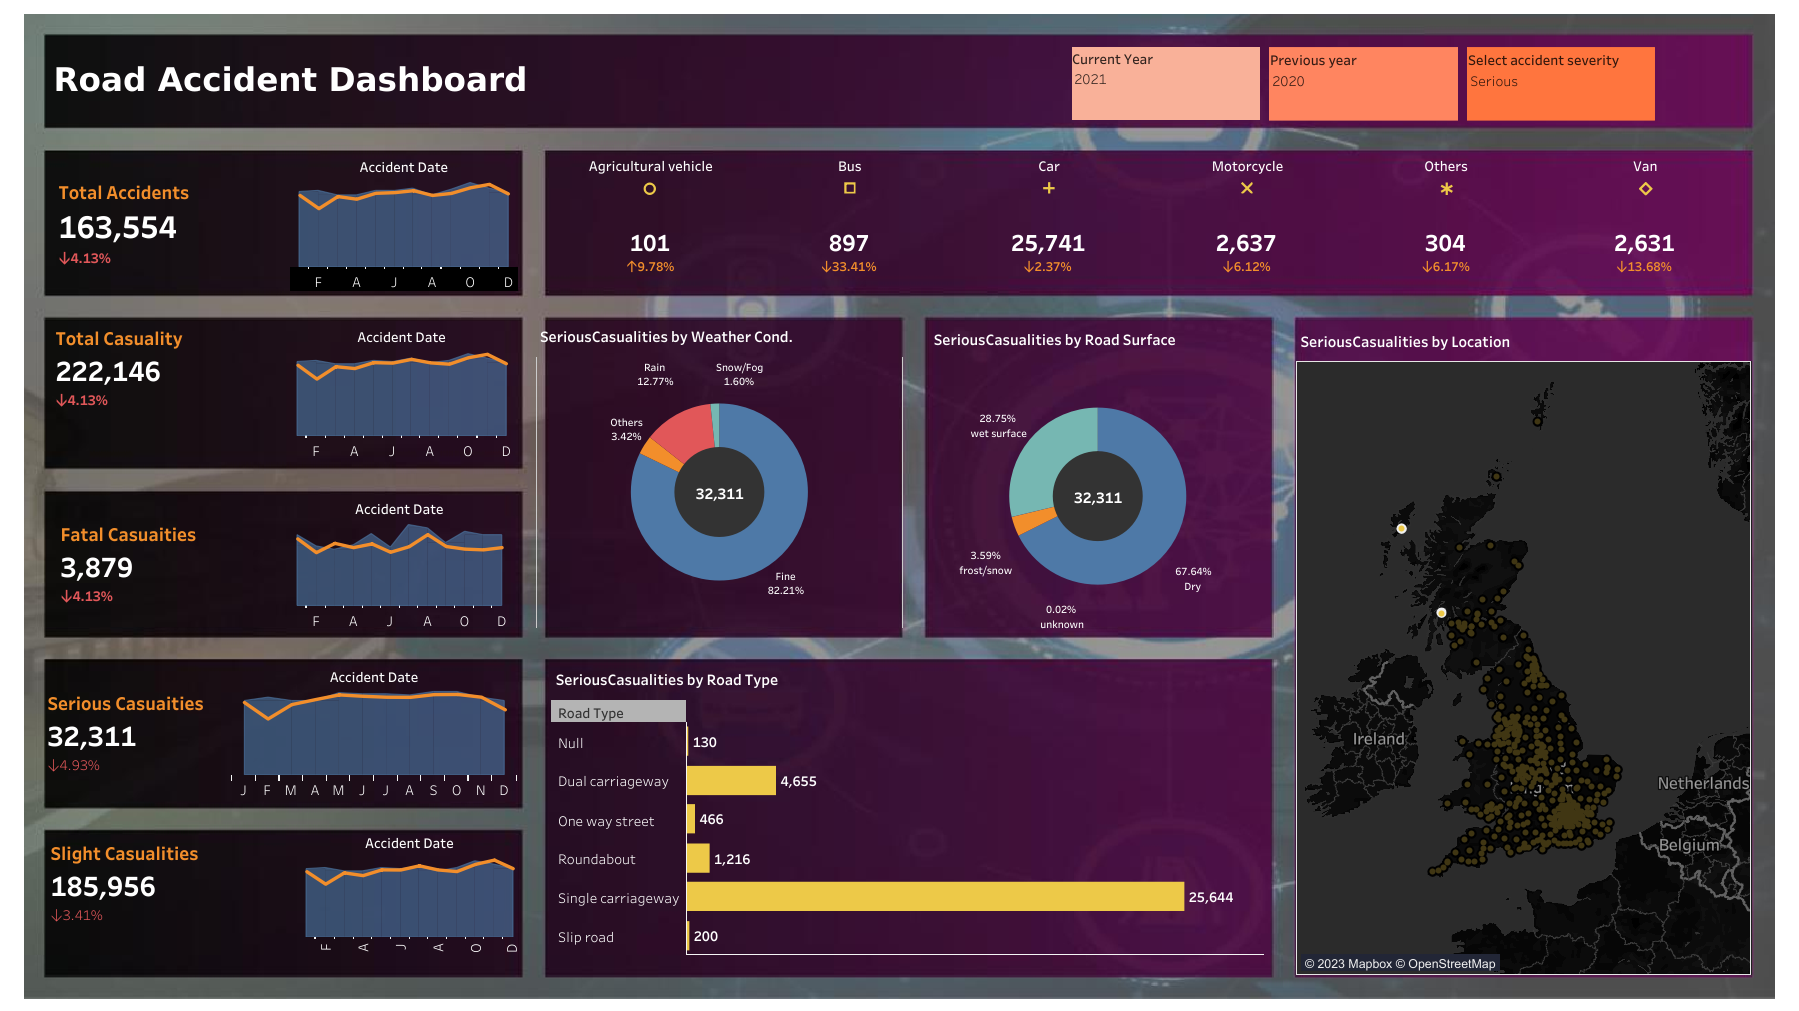 Road Accident Dashboard
Current Year
2021
Previous year
2020
Select accident severity
Serious
Total Accidents
163,554
↓4.13%
Accident Date
F A J A O D
Agricultural vehicle
101
↑9.78%
Bus
897
↓33.41%
Car
25,741
↓2.37%
Motorcycle
2,637
↓6.12%
Others
304
↓6.17%
Van
2,631
↓13.68%
Total Casuality
222,146
↓4.13%
Accident Date
F A J A O D
Fatal Casuaities
3,879
↓4.13%
Accident Date
F A J A O D
Serious Casuaities
32,311
↓4.93%
Accident Date
J F M A M J J A S O N D
Slight Casualities
185,956
↓3.41%
Accident Date
F A J A O D
SeriousCasualities by Weather Cond.
Rain
12.77%
Snow/Fog
1.60%
Others
3.42%
32,311
Fine
82.21%
SeriousCasualities by Road Surface
28.75%
wet surface
32,311
3.59%
frost/snow
67.64%
Dry
0.02%
unknown
SeriousCasualities by Road Type
Road Type
Null 130
Dual carriageway 4,655
One way street 466
Roundabout 1,216
Single carriageway 25,644
Slip road 200
SeriousCasualities by Location
Ireland
Netherlands
Belgium
© 2023 Mapbox © OpenStreetMap